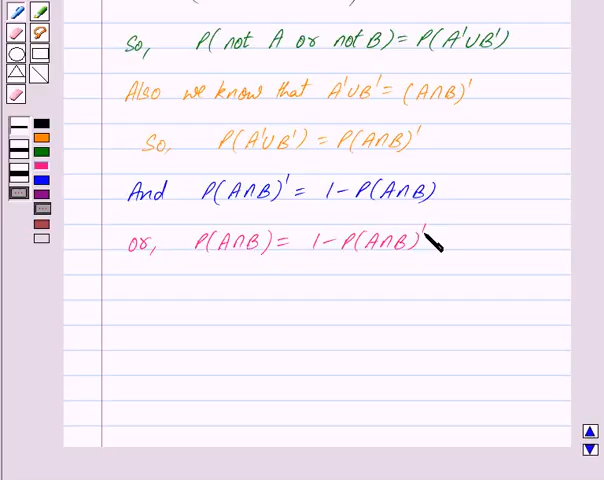 So, P(not A or not B) = P(A'∪B')
Also we know that A'∪B' = (A∩B)'
So, P(A'∪B') = P(A∩B)'
And P(A∩B)' = 1 - P(A∩B)
or, P(A∩B) = 1 - P(A∩B)'